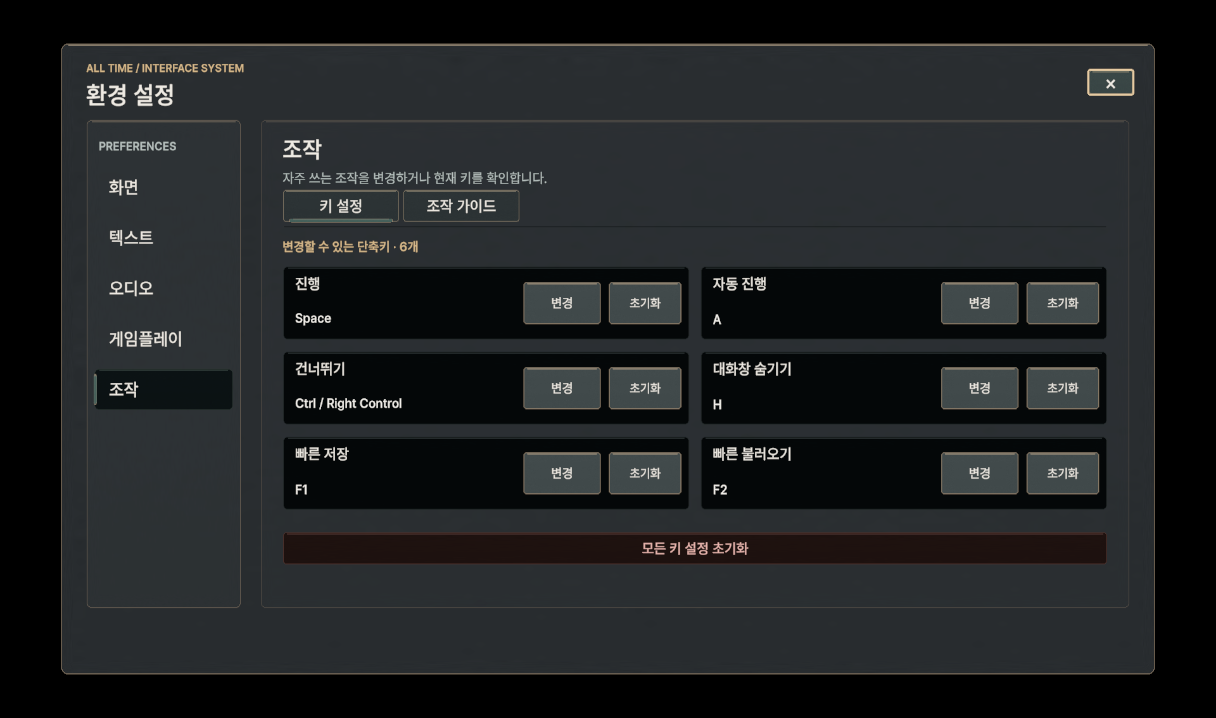 ALL TIME / INTERFACE SYSTEM
환경 설정
×
PREFERENCES
화면
텍스트
오디오
게임플레이
조작
조작
자주 쓰는 조작을 변경하거나 현재 키를 확인합니다.
키 설정
조작 가이드
변경할 수 있는 단축키 · 6개
진행
Space
변경
초기화
자동 진행
A
변경
초기화
건너뛰기
Ctrl / Right Control
변경
초기화
대화창 숨기기
H
변경
초기화
빠른 저장
F1
변경
초기화
빠른 불러오기
F2
변경
초기화
모든 키 설정 초기화